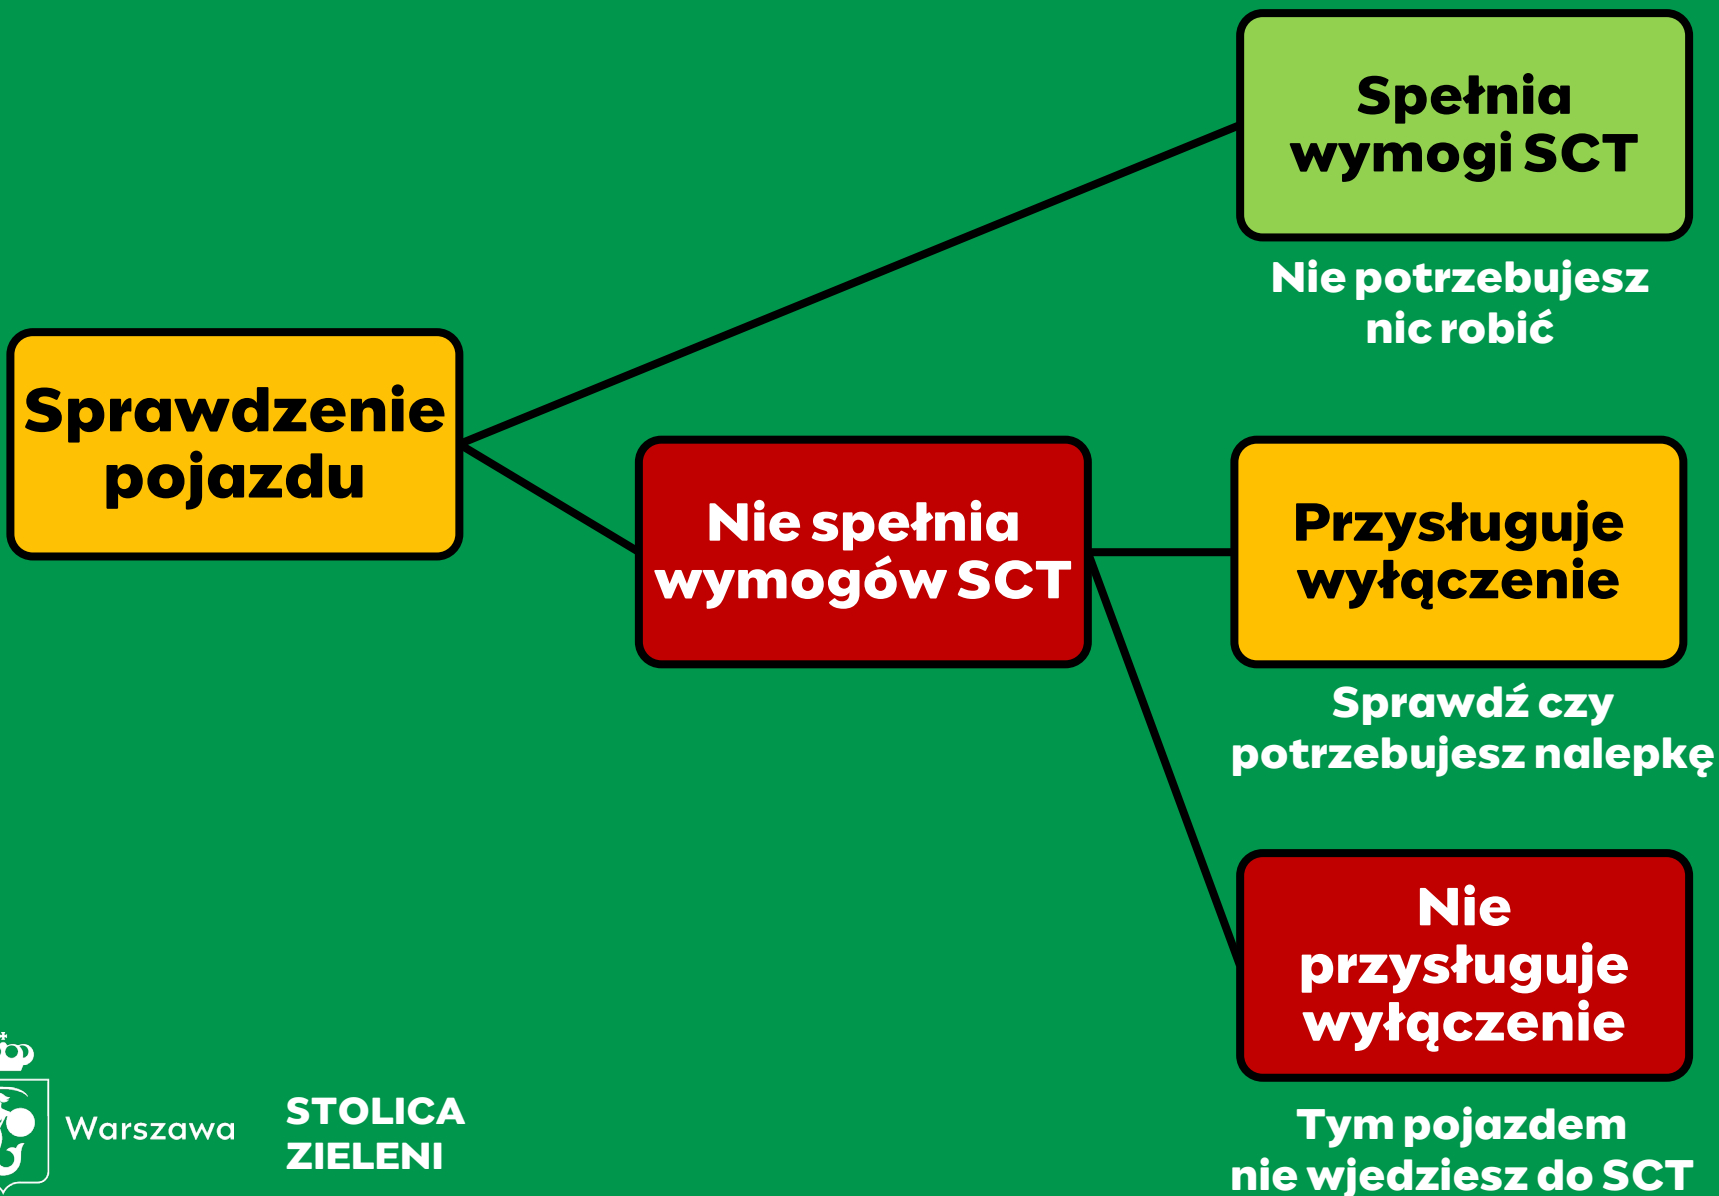 Spełnia
wymogi SCT
Nie potrzebujesz
nic robić
Sprawdzenie
pojazdu
Nie spełnia
wymogów SCT
Przysługuje
wyłączenie
Sprawdź czy
potrzebujesz nalepkę
Nie
przysługuje
wyłączenie
Tym pojazdem
nie wjedziesz do SCT
Warszawa
STOLICA
ZIELENI